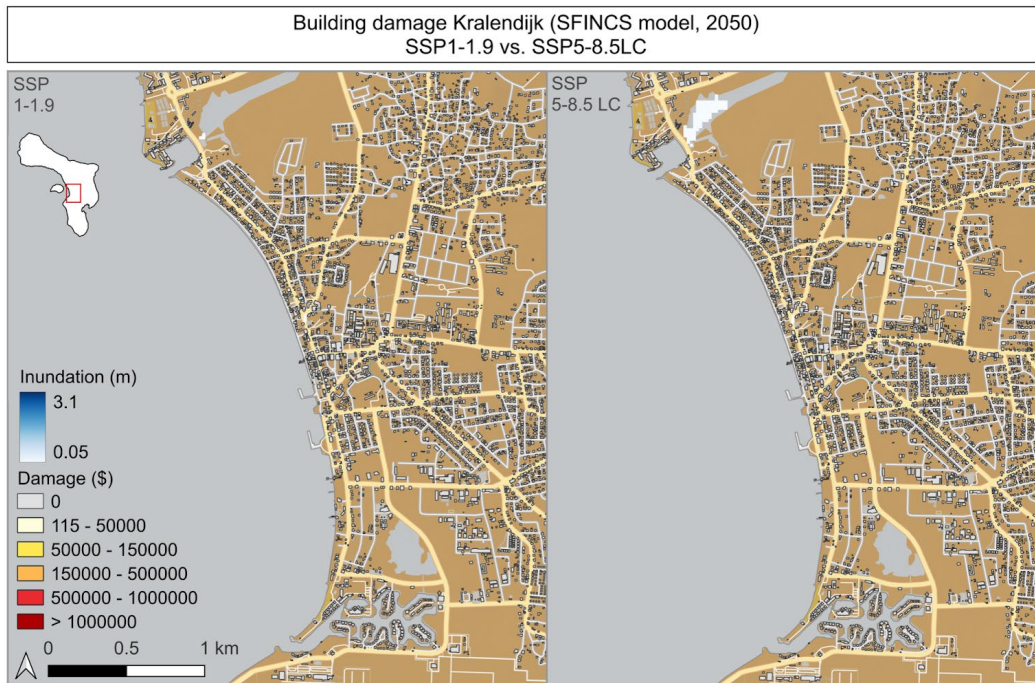 Building damage Kralendijk (SFINCS model, 2050)
SSP1-1.9 vs. SSP5-8.5LC
SSP
1-1.9
SSP
5-8.5 LC
Inundation (m)
3.1
0.05
Damage ($)
0
115 - 50000
50000 - 150000
150000 - 500000
500000 - 1000000
> 1000000
0 0.5 1 km